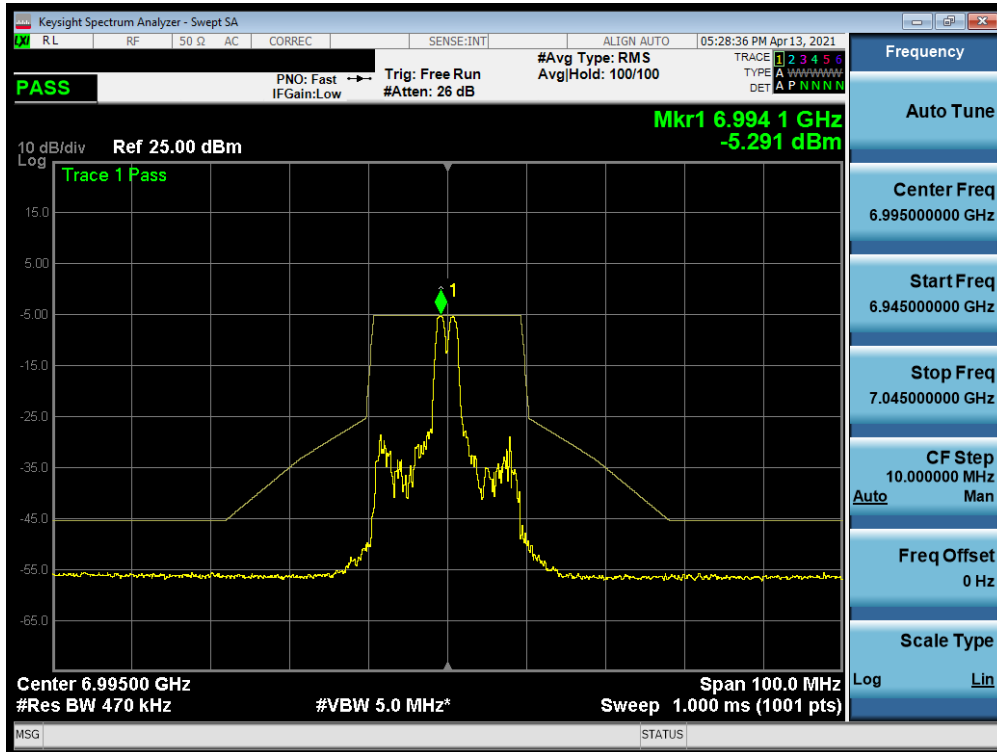 Keysight Spectrum Analyzer - Swept SA
LXI RL RF 50 Ω AC CORREC SENSE:INT ALIGN AUTO 05:28:36 PM Apr 13, 2021
Frequency
PASS
PNO: Fast
IFGain:Low
Trig: Free Run
#Atten: 26 dB
#Avg Type: RMS
Avg|Hold: 100/100
TRACE 1 2 3 4 5 6
TYPE A WWWWW
DET A P N N N N
Mkr1 6.994 1 GHz
-5.291 dBm
10 dB/div Ref 25.00 dBm
Log
Trace 1 Pass
15.0
5.00
-5.00
-15.0
-25.0
-35.0
-45.0
-55.0
-65.0
1
Center 6.99500 GHz Span 100.0 MHz
#Res BW 470 kHz #VBW 5.0 MHz* Sweep 1.000 ms (1001 pts)
MSG STATUS
Auto Tune
Center Freq
6.995000000 GHz
Start Freq
6.945000000 GHz
Stop Freq
7.045000000 GHz
CF Step
10.000000 MHz
Auto Man
Freq Offset
0 Hz
Scale Type
Log Lin